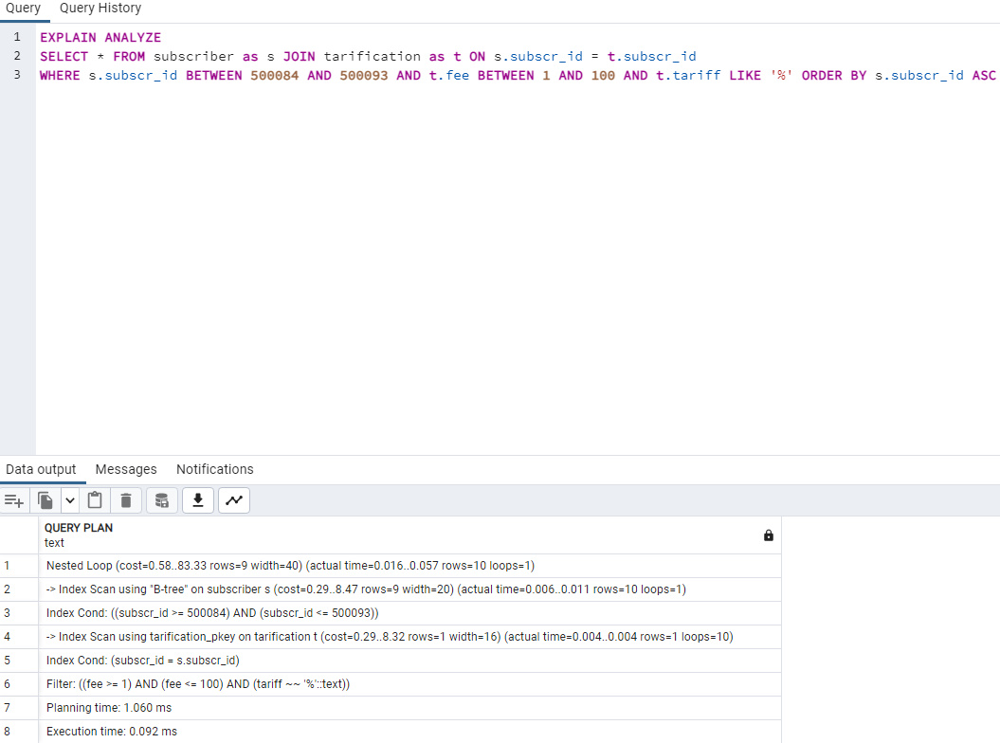 Query Query History
1 EXPLAIN ANALYZE
2 SELECT * FROM subscriber as s JOIN tarification as t ON s.subscr_id = t.subscr_id
3 WHERE s.subscr_id BETWEEN 500084 AND 500093 AND t.fee BETWEEN 1 AND 100 AND t.tariff LIKE '%' ORDER BY s.subscr_id ASC
Data output Messages Notifications
QUERY PLAN
text
1 Nested Loop (cost=0.58..83.33 rows=9 width=40) (actual time=0.016..0.057 rows=10 loops=1)
2 -> Index Scan using "B-tree" on subscriber s (cost=0.29..8.47 rows=9 width=20) (actual time=0.006..0.011 rows=10 loops=1)
3 Index Cond: ((subscr_id >= 500084) AND (subscr_id <= 500093))
4 -> Index Scan using tarification_pkey on tarification t (cost=0.29..8.32 rows=1 width=16) (actual time=0.004..0.004 rows=1 loops=10)
5 Index Cond: (subscr_id = s.subscr_id)
6 Filter: ((fee >= 1) AND (fee <= 100) AND (tariff ~~ '%'::text))
7 Planning time: 1.060 ms
8 Execution time: 0.092 ms